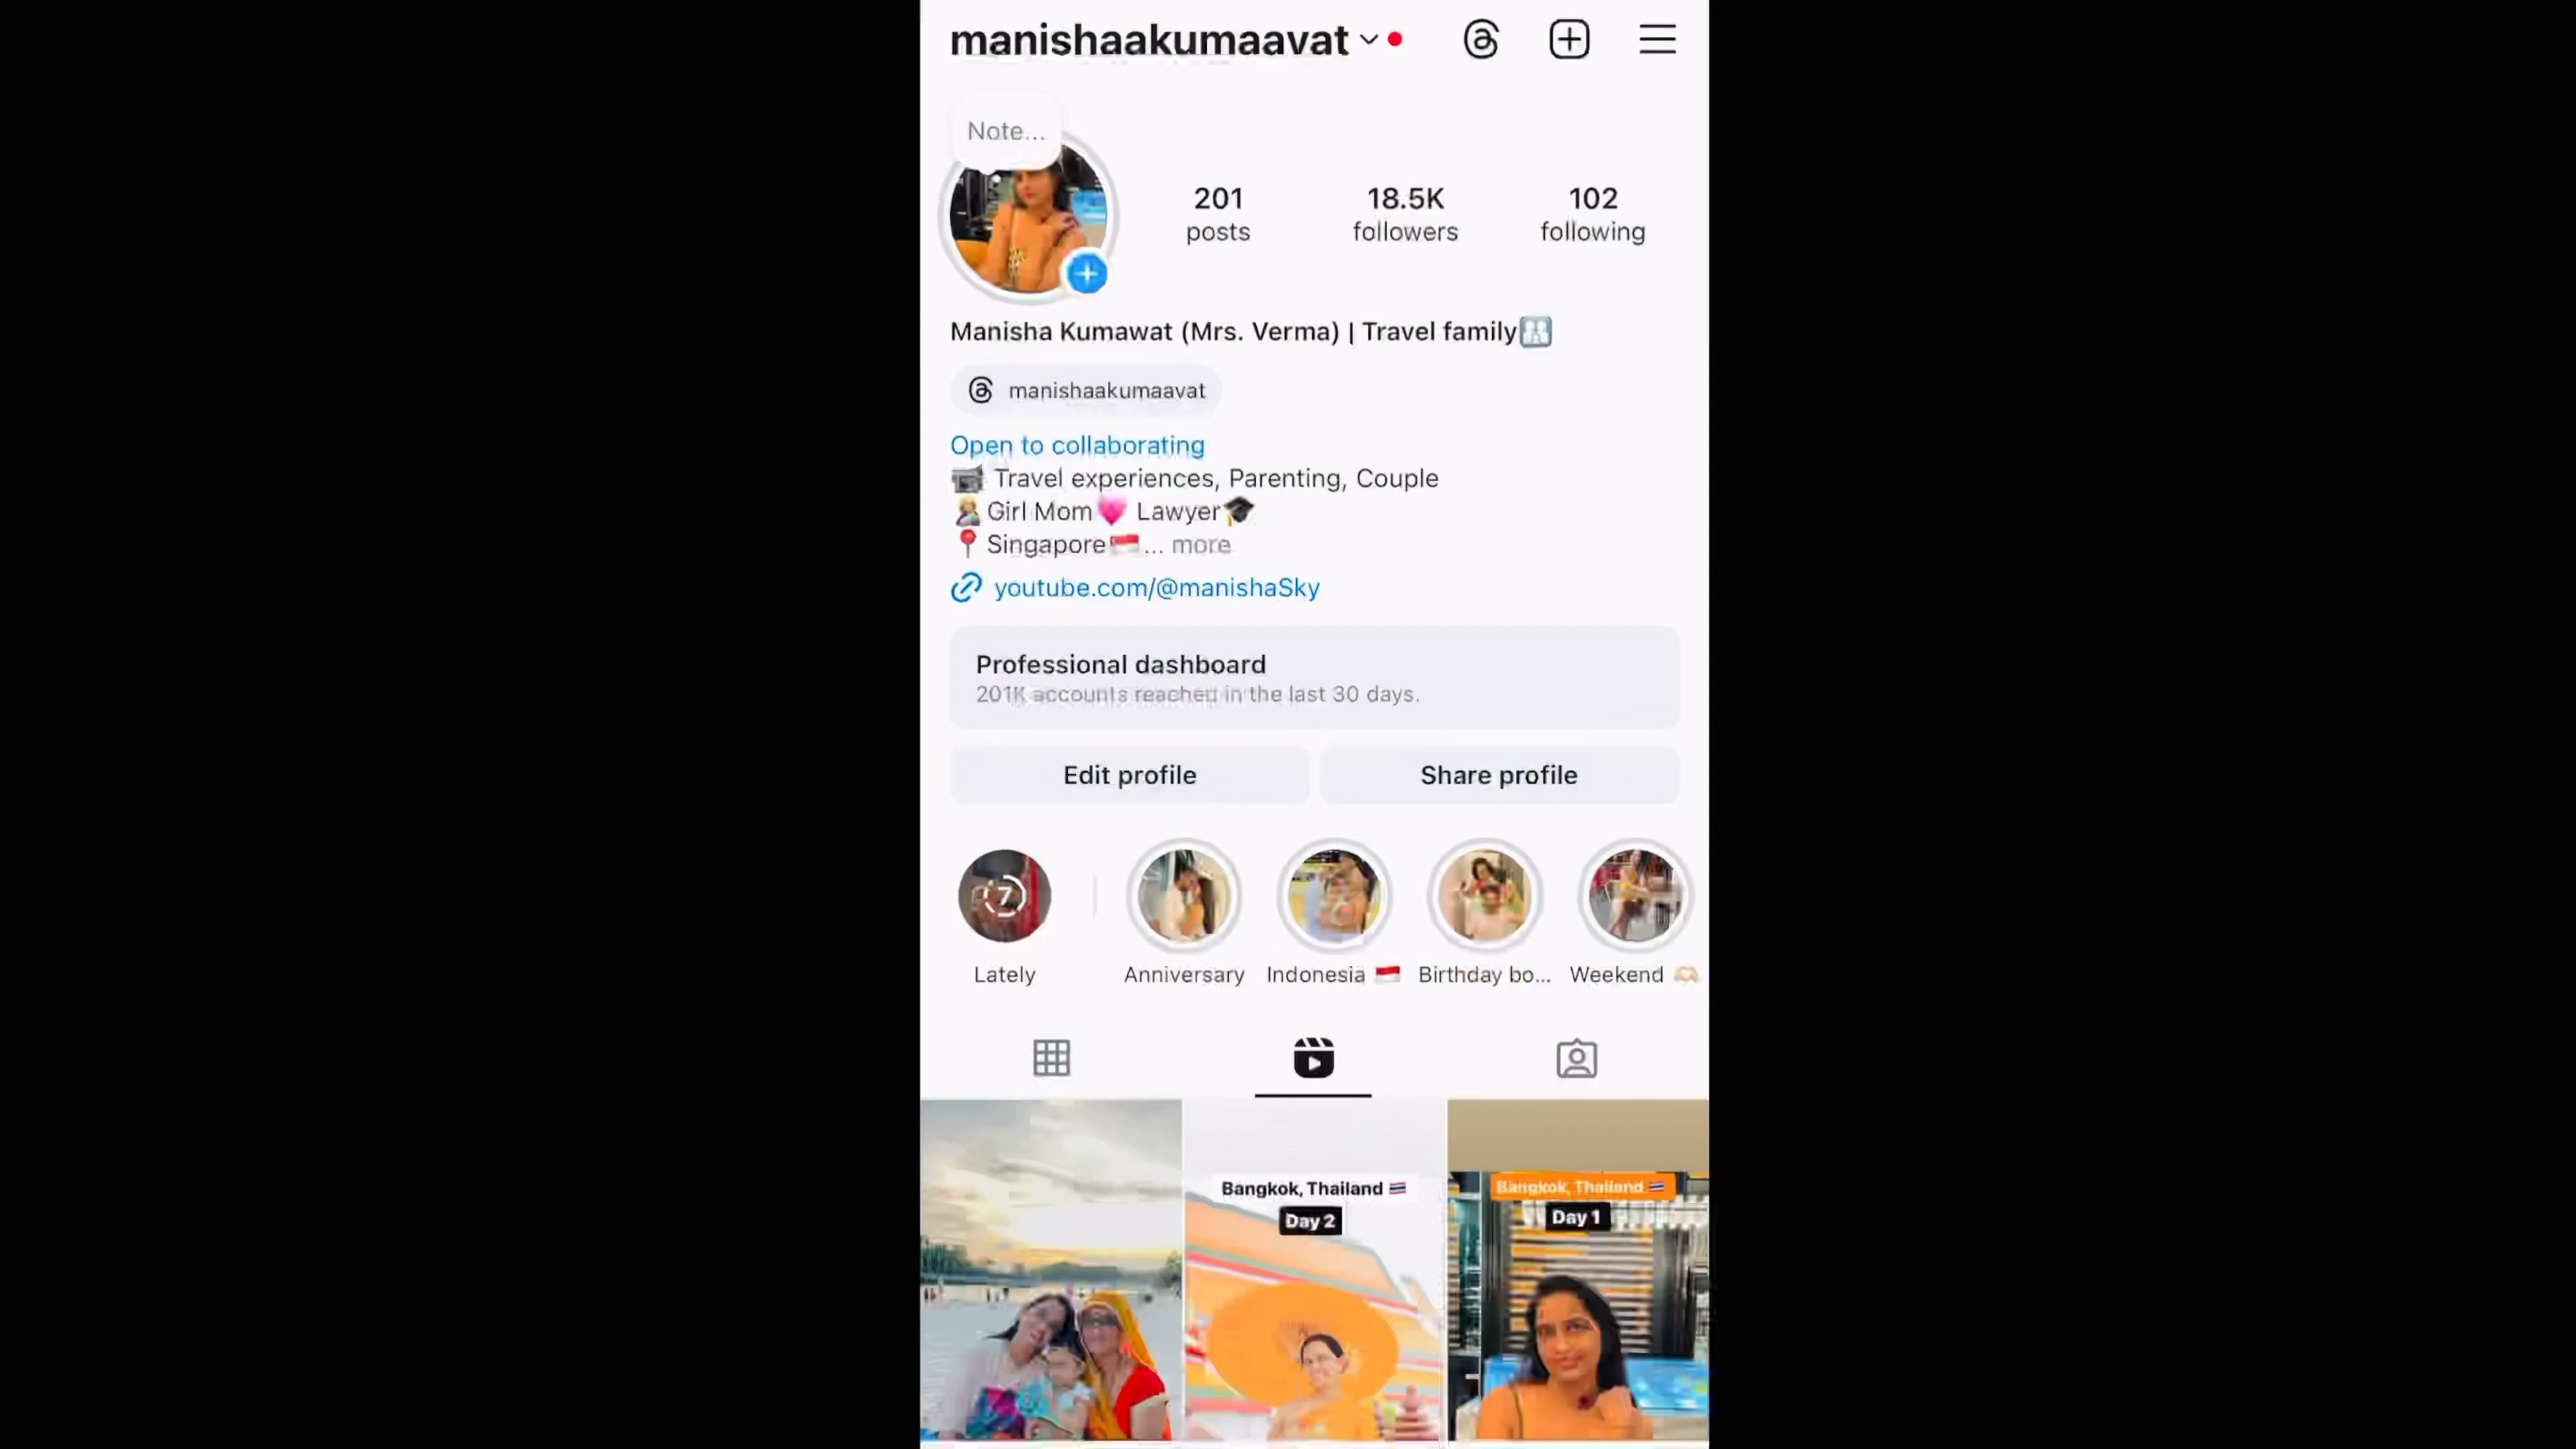 manishaakumaavat
Note...
201 posts
18.5K followers
102 following
Manisha Kumawat (Mrs. Verma) | Travel family
manishaakumaavat
Open to collaborating
Travel experiences, Parenting, Couple
Girl Mom💗 Lawyer🎓
📍Singapore🇸🇬... more
youtube.com/@manishaSky
Professional dashboard
201K accounts reached in the last 30 days.
Edit profile
Share profile
7
Lately
Anniversary
Indonesia 🇮🇩
Birthday bo...
Weekend 🫶🏻
Bangkok, Thailand 🇹🇭
Day 2
Bangkok, Thailand 🇹🇭
Day 1